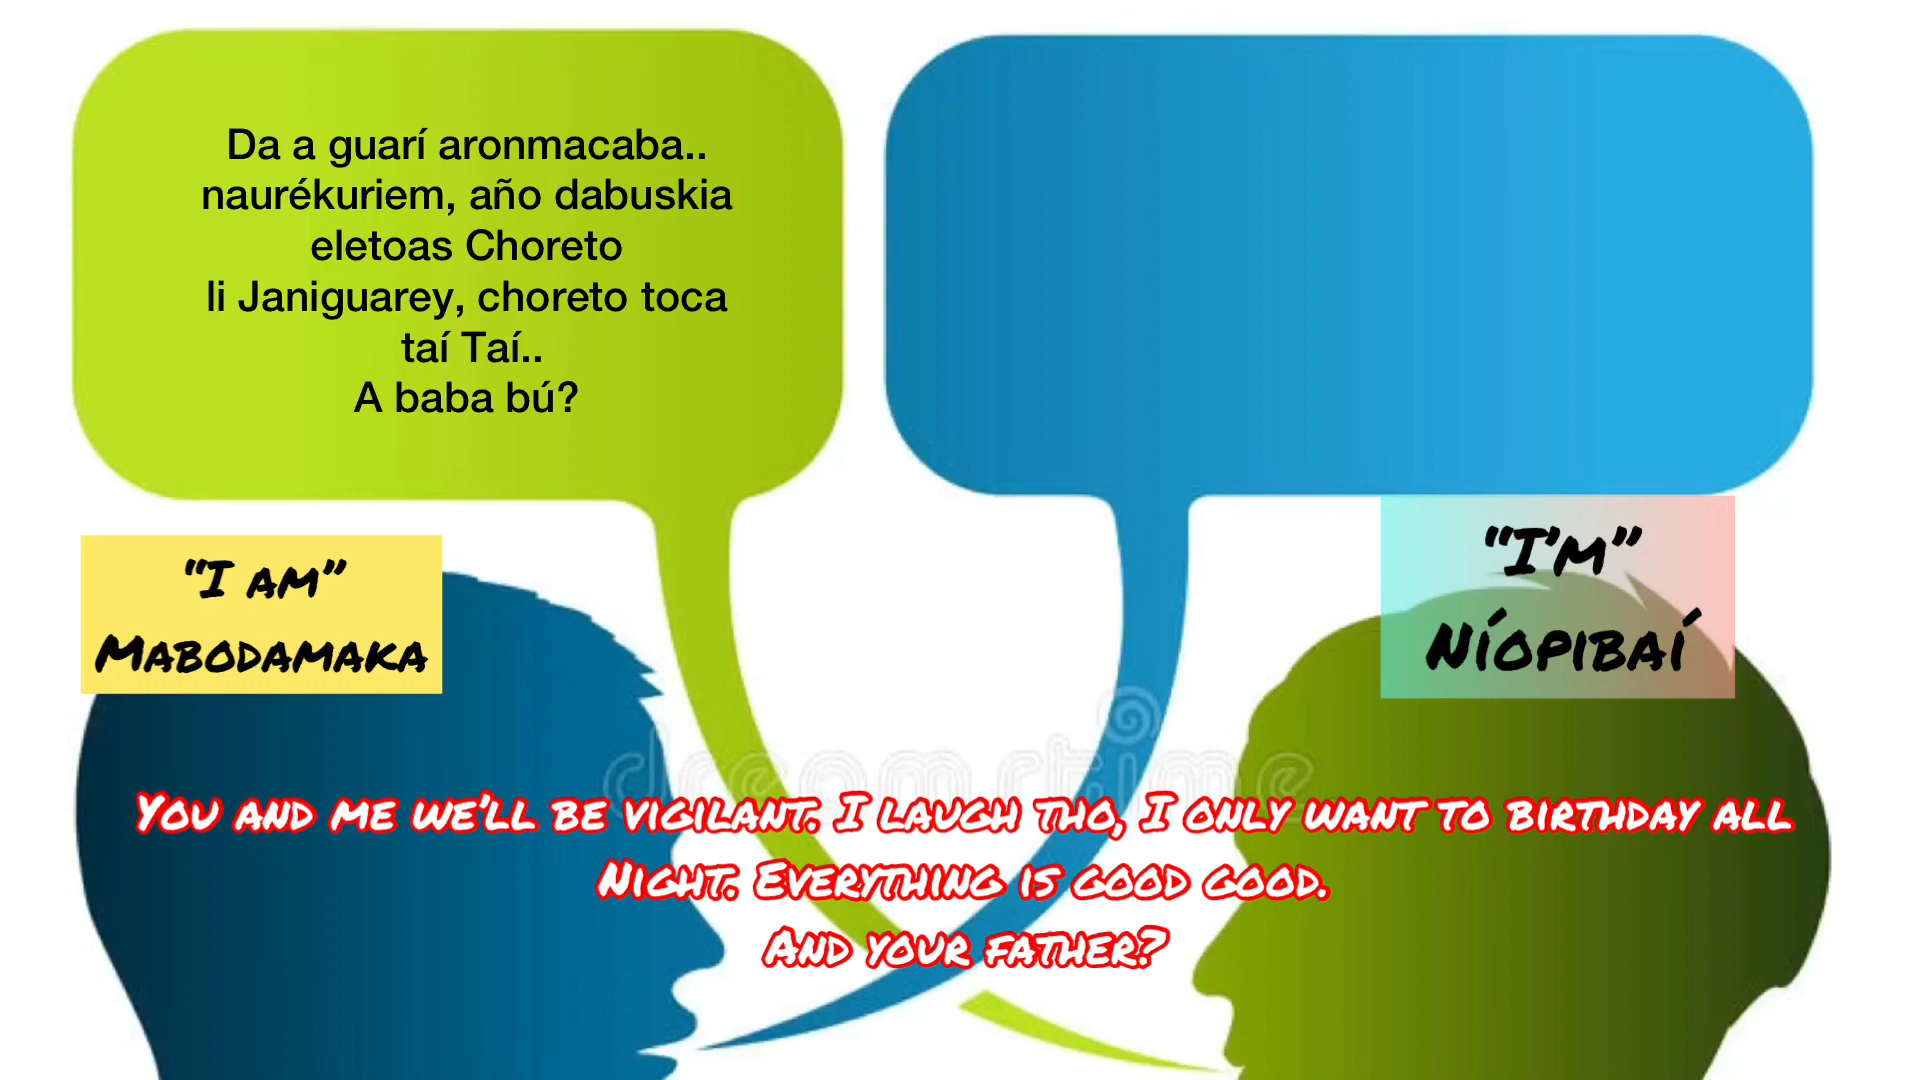 Da a guarí aronmacaba..
naurékuriem, año dabuskia
eletoas Choreto
li Janiguarey, choreto toca
taí Taí..
A baba bú?
"I am"
Mabodamaka
"I'm"
Níopibaí
dreamstime
You and me we'll be vigilant. I laugh tho, I only want to birthday all
Night. Everything is good good.
And your father?